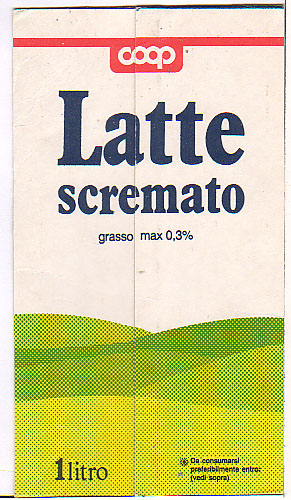 coop
Latte
scremato
grasso max 0,3%
1 litro
Da consumarsi
preferibilmente entro:
(vedi sopra)